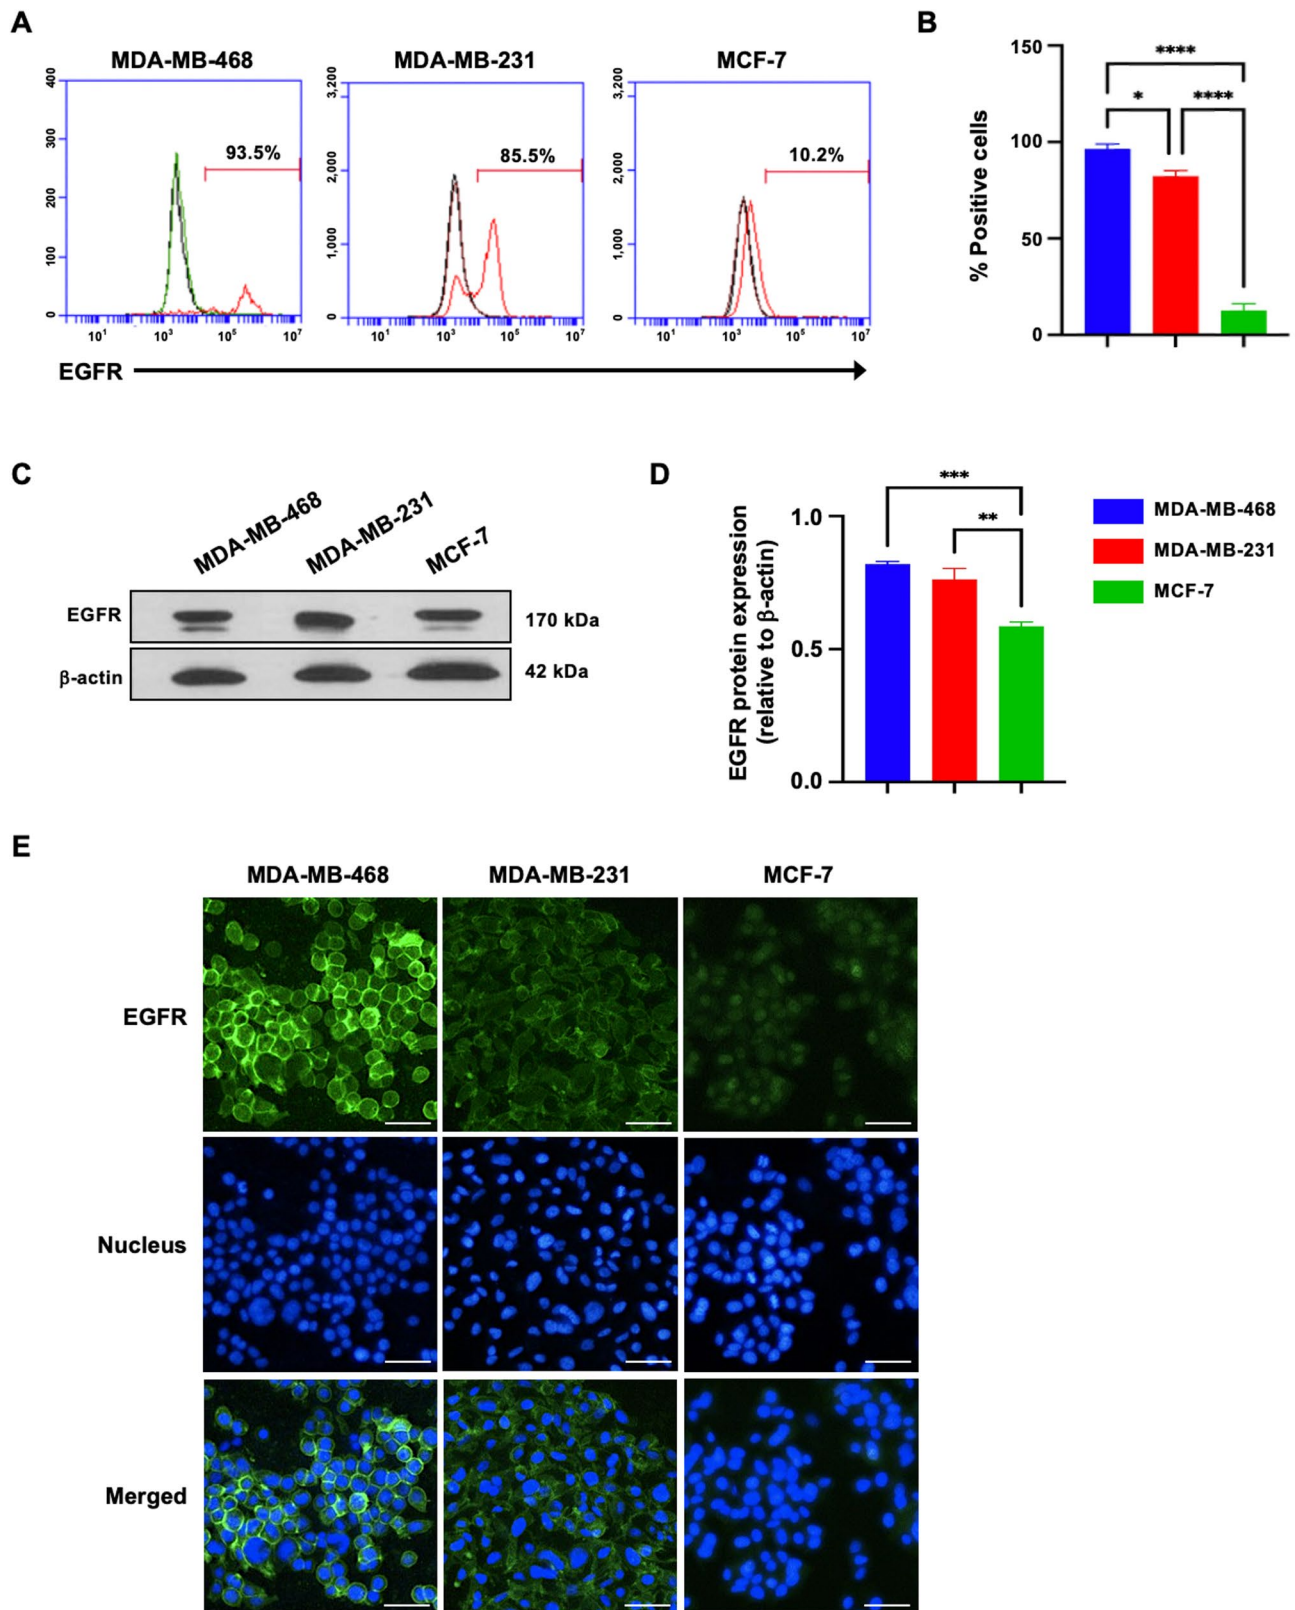 A
B
MDA-MB-468
MDA-MB-231
MCF-7
400
300
200
100
0
93.5%
10¹
10³
10⁵
10⁷
3,200
2,000
1,000
0
85.5%
10¹
10³
10⁵
10⁷
3,200
2,000
1,000
0
10.2%
10¹
10³
10⁵
10⁷
EGFR
% Positive cells
150
100
50
0
****
*
****
C
MDA-MB-468
MDA-MB-231
MCF-7
EGFR
170 kDa
β-actin
42 kDa
D
EGFR protein expression
(relative to β-actin)
1.0
0.5
0.0
***
**
MDA-MB-468
MDA-MB-231
MCF-7
E
MDA-MB-468
MDA-MB-231
MCF-7
EGFR
Nucleus
Merged